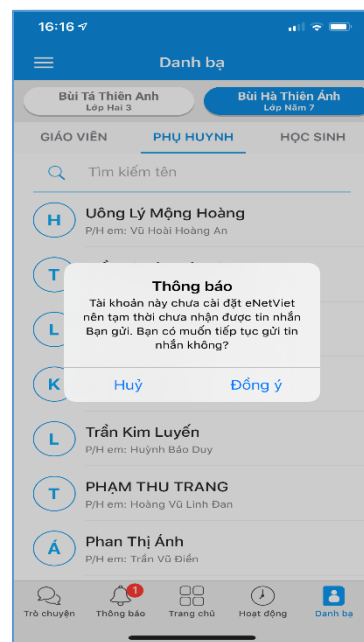 16:16
Danh bạ
Bùi Tá Thiên Anh
Lớp Hai 3
Bùi Hà Thiên Ánh
Lớp Năm 7
GIÁO VIÊN
PHỤ HUYNH
HỌC SINH
Tìm kiếm tên
H
Uông Lý Mộng Hoàng
P/H em: Vũ Hoài Hoàng An
T
Thông báo
Tài khoản này chưa cài đặt eNetViet
nên tạm thời chưa nhận được tin nhắn
Bạn gửi. Bạn có muốn tiếp tục gửi tin
nhắn không?
L
Huỷ
Đồng ý
K
L
Trần Kim Luyến
P/H em: Huỳnh Bảo Duy
T
PHẠM THU TRANG
P/H em: Hoàng Vũ Linh Đan
Á
Phan Thị Ánh
P/H em: Trần Vũ Điền
1
Trò chuyện
Thông báo
Trang chủ
Hoạt động
Danh bạ